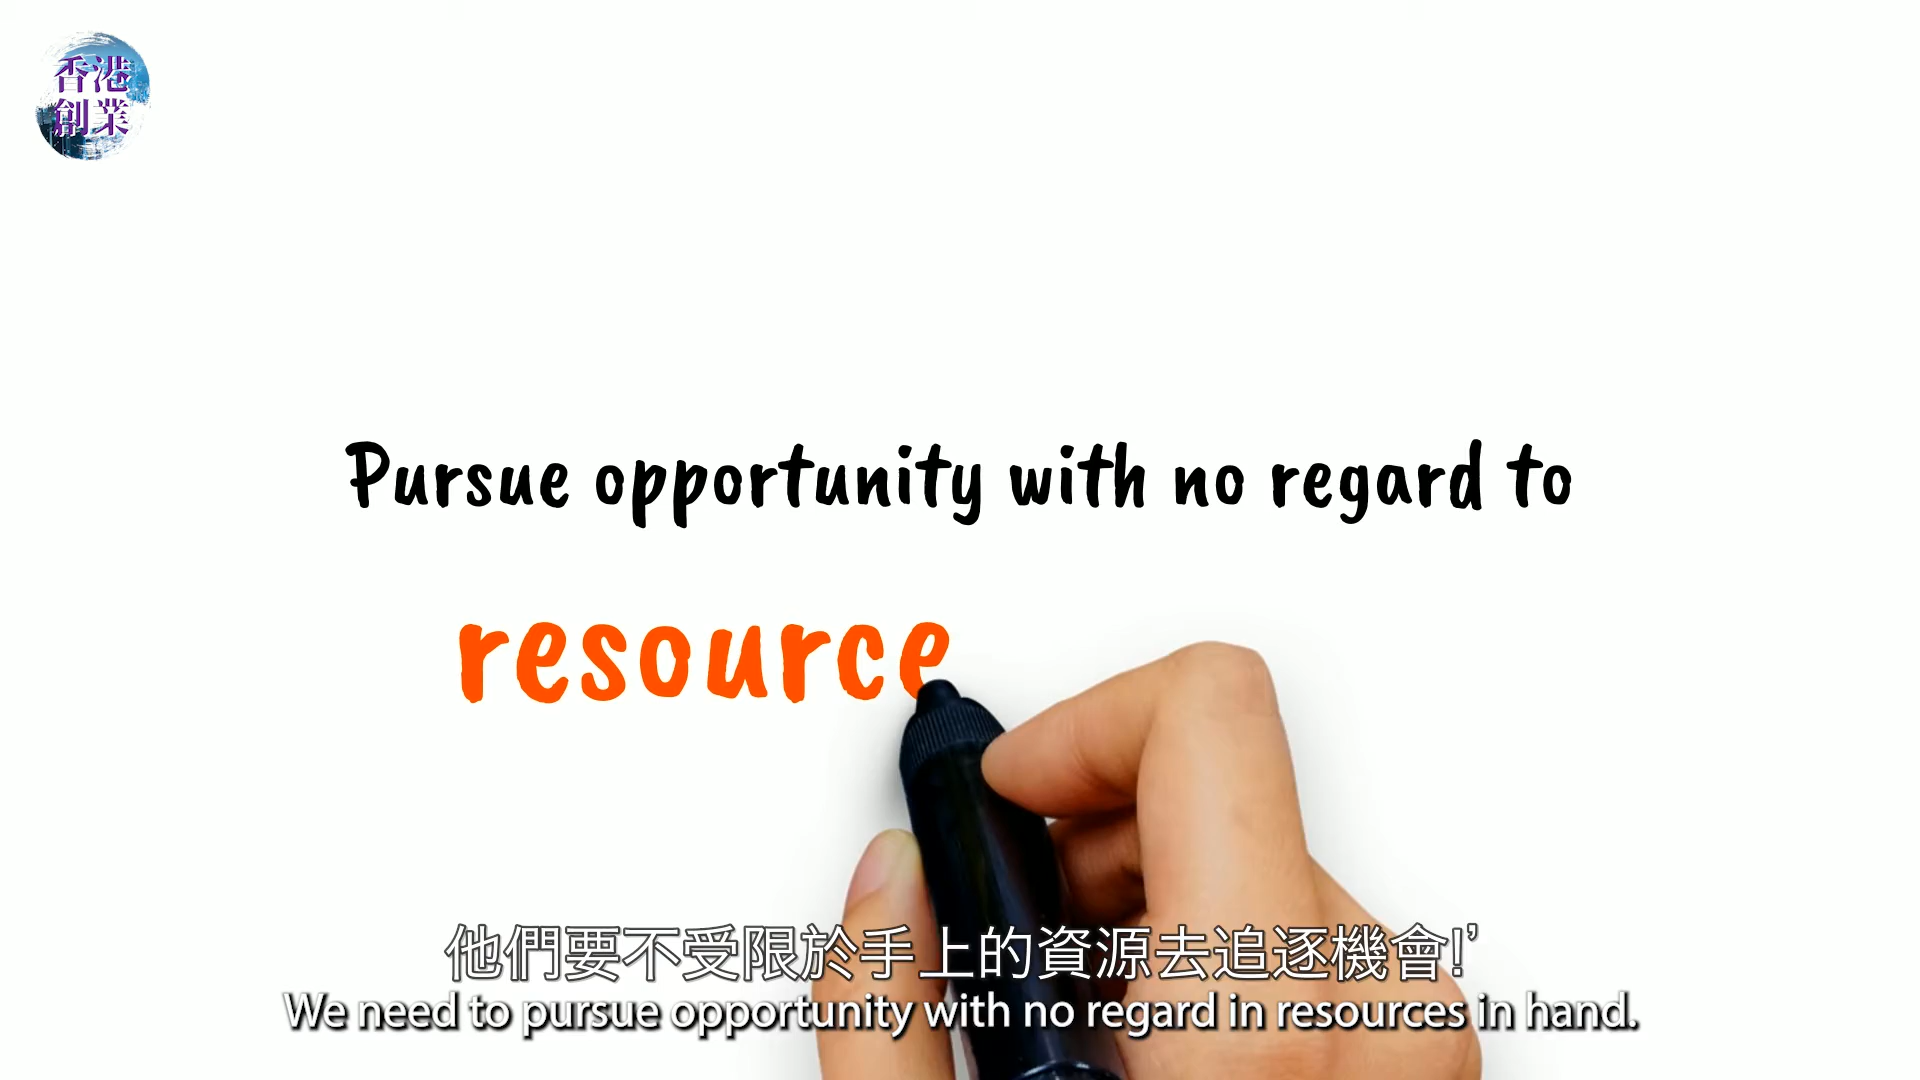 香港
創業
Pursue opportunity with no regard to
resource
他們要不受限於手上的資源去追逐機會!’
We need to pursue opportunity with no regard in resources in hand.